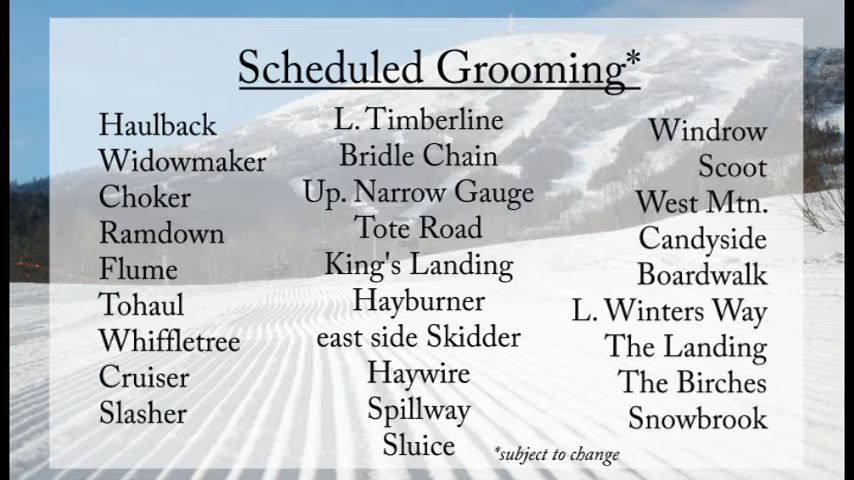 Scheduled Grooming*
Haulback
Widowmaker
Choker
Ramdown
Flume
Tohaul
Whiffletree
Cruiser
Slasher
L. Timberline
Bridle Chain
Up. Narrow Gauge
Tote Road
King's Landing
Hayburner
east side Skidder
Haywire
Spillway
Sluice
Windrow
Scoot
West Mtn.
Candyside
Boardwalk
L. Winters Way
The Landing
The Birches
Snowbrook
*subject to change